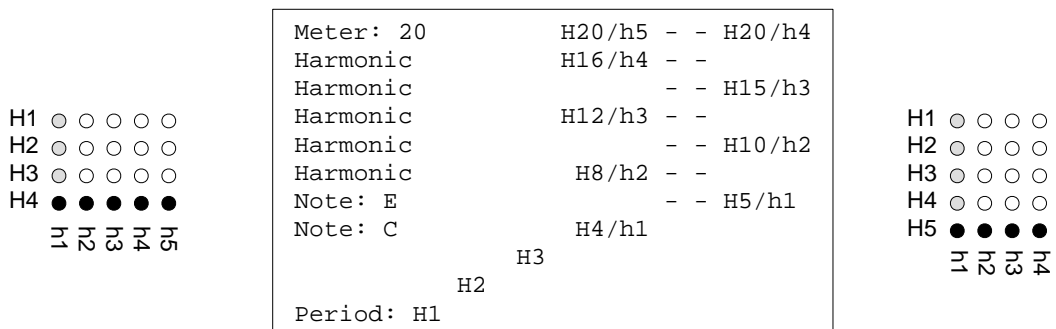 H1
H2
H3
H4
h1 h2 h3 h4 h5
Meter: 20 H20/h5 - - H20/h4
Harmonic H16/h4 - -
Harmonic - - H15/h3
Harmonic H12/h3 - -
Harmonic - - H10/h2
Harmonic H8/h2 - -
Note: E - - H5/h1
Note: C H4/h1
H3
H2
Period: H1
H1
H2
H3
H4
H5
h1 h2 h3 h4